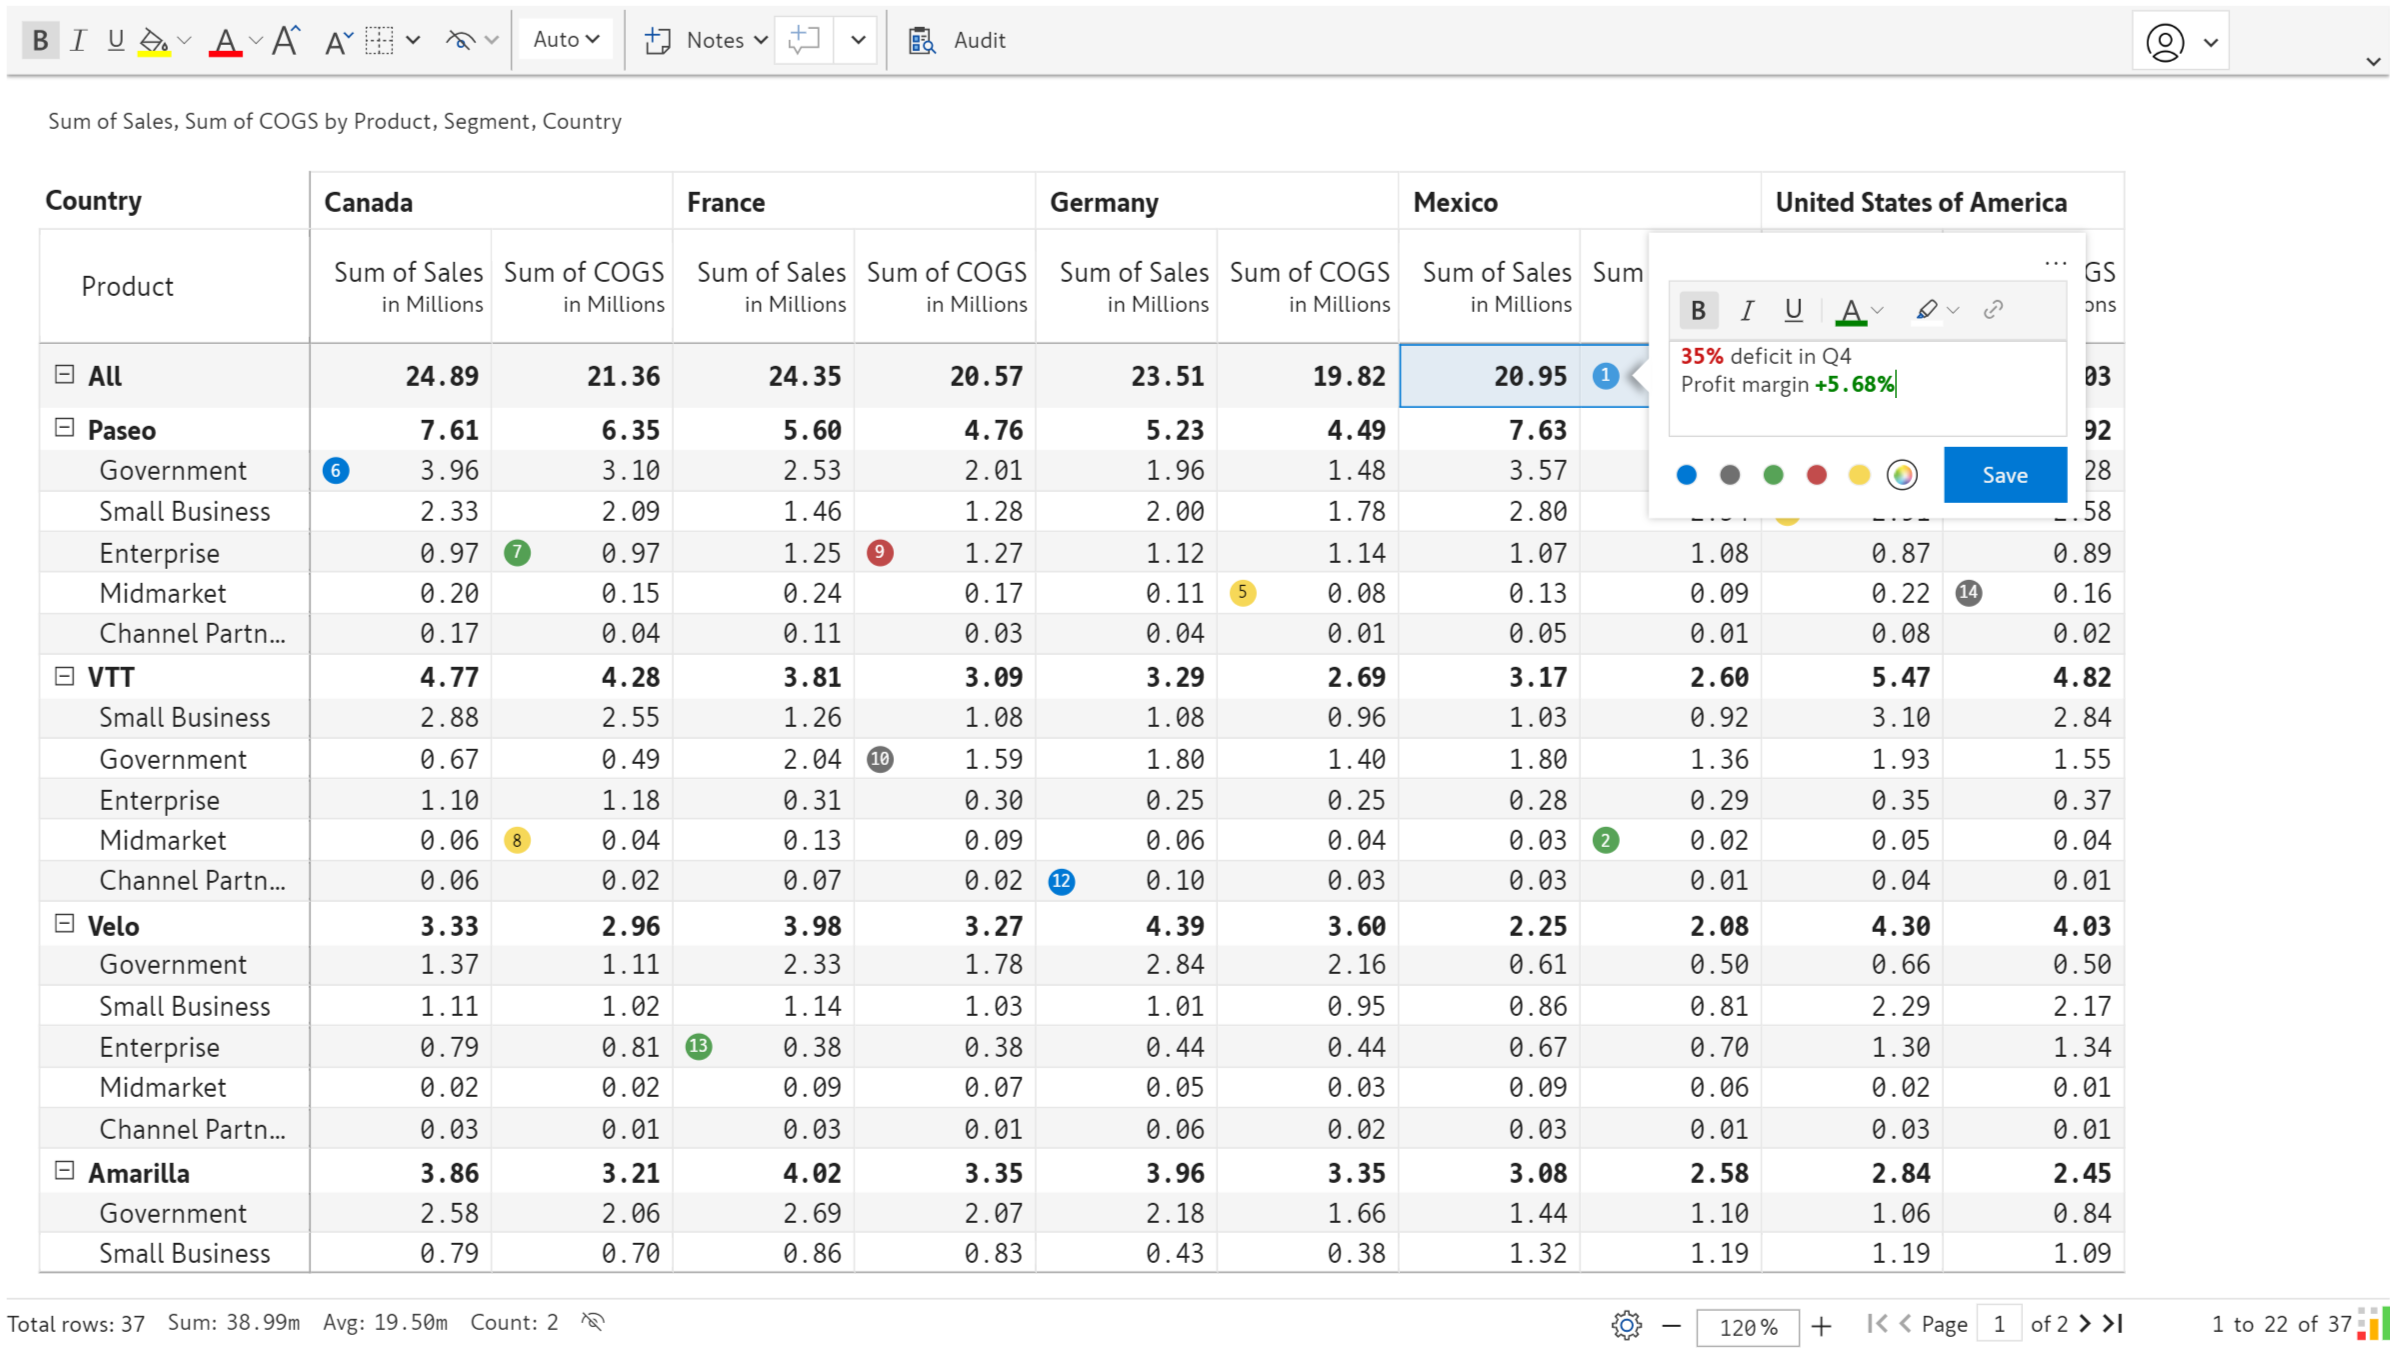 B I U A A A Auto Notes Audit
Sum of Sales, Sum of COGS by Product, Segment, Country
Country Canada France Germany Mexico United States of America
Product Sum of Sales in Millions Sum of COGS in Millions Sum of Sales in Millions Sum of COGS in Millions Sum of Sales in Millions Sum of COGS in Millions Sum of Sales in Millions Sum GS ons
...
B I U A
35% deficit in Q4
Profit margin +5.68%
Save
All 24.89 21.36 24.35 20.57 23.51 19.82 20.95 1 03
Paseo 7.61 6.35 5.60 4.76 5.23 4.49 7.63 92
Government 6 3.96 3.10 2.53 2.01 1.96 1.48 3.57 28
Small Business 2.33 2.09 1.46 1.28 2.00 1.78 2.80 58
Enterprise 0.97 7 0.97 1.25 9 1.27 1.12 1.14 1.07 1.08 0.87 0.89
Midmarket 0.20 0.15 0.24 0.17 0.11 5 0.08 0.13 0.09 0.22 14 0.16
Channel Partn... 0.17 0.04 0.11 0.03 0.04 0.01 0.05 0.01 0.08 0.02
VTT 4.77 4.28 3.81 3.09 3.29 2.69 3.17 2.60 5.47 4.82
Small Business 2.88 2.55 1.26 1.08 1.08 0.96 1.03 0.92 3.10 2.84
Government 0.67 0.49 2.04 10 1.59 1.80 1.40 1.80 1.36 1.93 1.55
Enterprise 1.10 1.18 0.31 0.30 0.25 0.25 0.28 0.29 0.35 0.37
Midmarket 0.06 8 0.04 0.13 0.09 0.06 0.04 0.03 2 0.02 0.05 0.04
Channel Partn... 0.06 0.02 0.07 0.02 12 0.10 0.03 0.03 0.01 0.04 0.01
Velo 3.33 2.96 3.98 3.27 4.39 3.60 2.25 2.08 4.30 4.03
Government 1.37 1.11 2.33 1.78 2.84 2.16 0.61 0.50 0.66 0.50
Small Business 1.11 1.02 1.14 1.03 1.01 0.95 0.86 0.81 2.29 2.17
Enterprise 0.79 0.81 13 0.38 0.38 0.44 0.44 0.67 0.70 1.30 1.34
Midmarket 0.02 0.02 0.09 0.07 0.05 0.03 0.09 0.06 0.02 0.01
Channel Partn... 0.03 0.01 0.03 0.01 0.06 0.02 0.03 0.01 0.03 0.01
Amarilla 3.86 3.21 4.02 3.35 3.96 3.35 3.08 2.58 2.84 2.45
Government 2.58 2.06 2.69 2.07 2.18 1.66 1.44 1.10 1.06 0.84
Small Business 0.79 0.70 0.86 0.83 0.43 0.38 1.32 1.19 1.19 1.09
Total rows: 37 Sum: 38.99m Avg: 19.50m Count: 2 120% Page 1 of 2 1 to 22 of 37